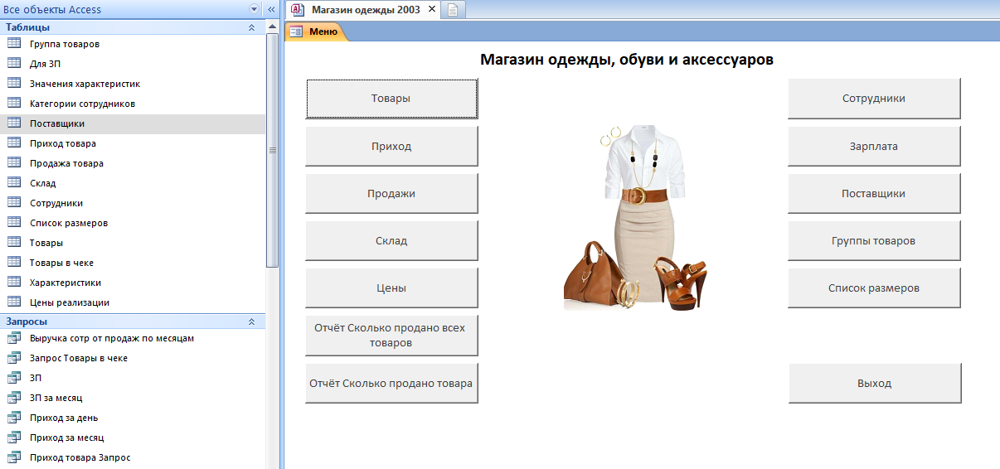 Все объекты Access
Таблицы
Группа товаров
Для ЗП
Значения характеристик
Категории сотрудников
Поставщики
Приход товара
Продажа товара
Склад
Сотрудники
Список размеров
Товары
Товары в чеке
Характеристики
Цены реализации
Запросы
Выручка сотр от продаж по месяцам
Запрос Товары в чеке
ЗП
ЗП за месяц
Приход за день
Приход за месяц
Приход товара Запрос
Магазин одежды 2003
Меню
Магазин одежды, обуви и аксессуаров
Товары
Приход
Продажи
Склад
Цены
Отчёт Сколько продано всех
товаров
Отчёт Сколько продано товара
Сотрудники
Зарплата
Поставщики
Группы товаров
Список размеров
Выход